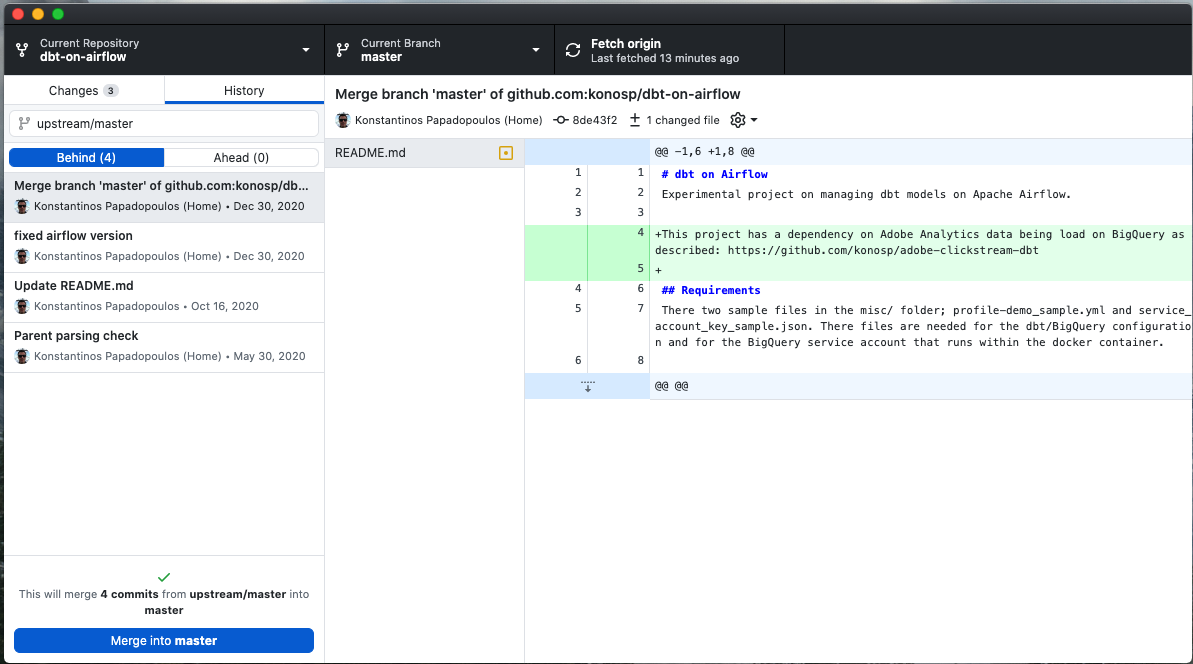 Current Repository
dbt-on-airflow
Current Branch
master
Fetch origin
Last fetched 13 minutes ago
Changes 3
History
upstream/master
Behind (4)
Ahead (0)
Merge branch 'master' of github.com:konosp/db...
Konstantinos Papadopoulos (Home) • Dec 30, 2020
fixed airflow version
Konstantinos Papadopoulos (Home) • Dec 30, 2020
Update README.md
Konstantinos Papadopoulos • Oct 16, 2020
Parent parsing check
Konstantinos Papadopoulos (Home) • May 30, 2020
This will merge 4 commits from upstream/master into
master
Merge into master
Merge branch 'master' of github.com:konosp/dbt-on-airflow
Konstantinos Papadopoulos (Home) 8de43f2 1 changed file
README.md
@@ -1,6 +1,8 @@
1 1 # dbt on Airflow
2 2 Experimental project on managing dbt models on Apache Airflow.
3 3
4 +This project has a dependency on Adobe Analytics data being load on BigQuery as
described: https://github.com/konosp/adobe-clickstream-dbt
5 +
4 6 ## Requirements
5 7 There two sample files in the misc/ folder; profile-demo_sample.yml and service_
account_key_sample.json. There files are needed for the dbt/BigQuery configuratio
n and for the BigQuery service account that runs within the docker container.
6 8
@@ @@